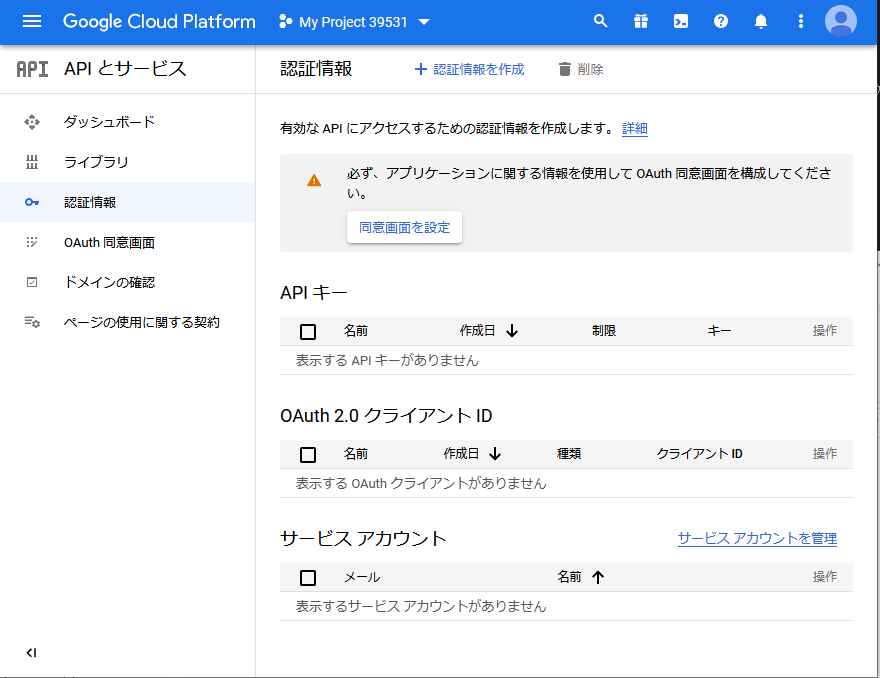 Google Cloud Platform My Project 39531
API API とサービス
認証情報 + 認証情報を作成 削除
ダッシュボード
ライブラリ
認証情報
OAuth 同意画面
ドメインの確認
ページの使用に関する契約
有効な API にアクセスするための認証情報を作成します。 詳細
必ず、アプリケーションに関する情報を使用して OAuth 同意画面を構成してくださ
い。
同意画面を設定
API キー
名前 作成日 制限 キー 操作
表示する API キーがありません
OAuth 2.0 クライアント ID
名前 作成日 種類 クライアント ID 操作
表示する OAuth クライアントがありません
サービス アカウント サービス アカウントを管理
メール 名前 操作
表示するサービス アカウントがありません